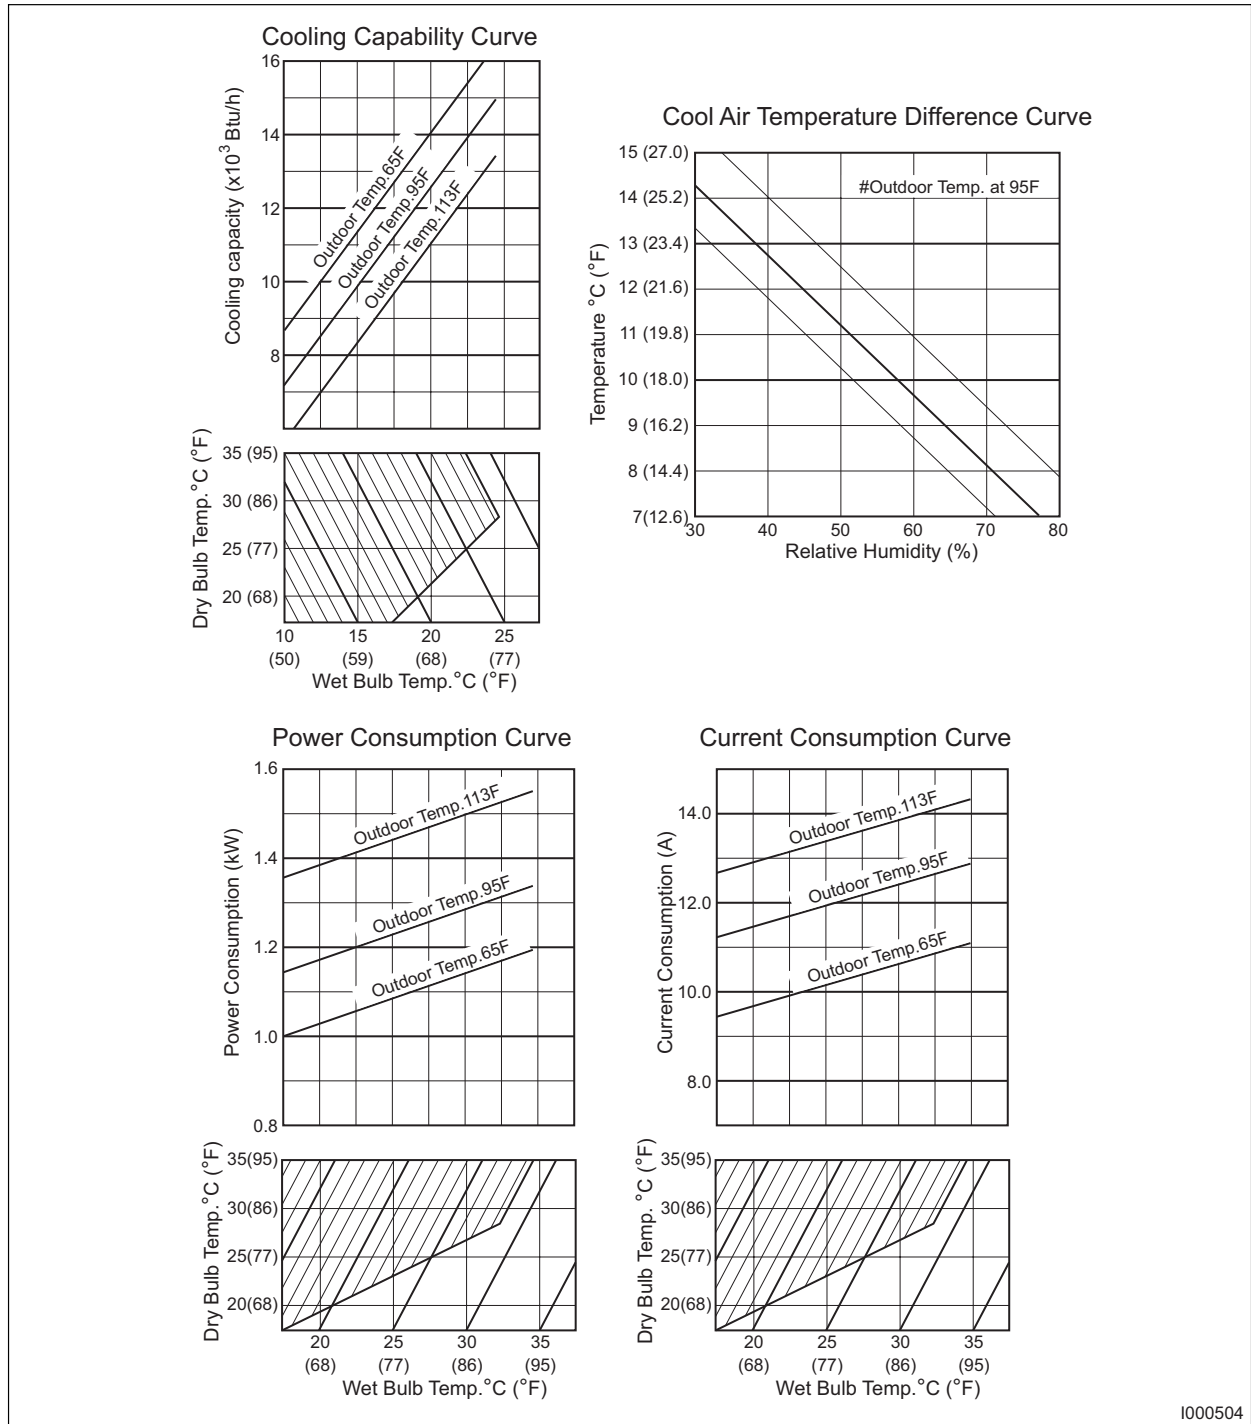 Cooling Capability Curve
Cooling capacity (x10³ Btu/h)
16
14
12
10
8
Outdoor Temp.65F
Outdoor Temp.95F
Outdoor Temp.113F
Dry Bulb Temp.°C (°F)
35 (95)
30 (86)
25 (77)
20 (68)
10 15 20 25
(50) (59) (68) (77)
Wet Bulb Temp.°C (°F)
Cool Air Temperature Difference Curve
Temperature °C (°F)
15 (27.0)
14 (25.2)
13 (23.4)
12 (21.6)
11 (19.8)
10 (18.0)
9 (16.2)
8 (14.4)
7(12.6)
#Outdoor Temp. at 95F
30 40 50 60 70 80
Relative Humidity (%)
Power Consumption Curve
Power Consumption (kW)
1.6
1.4
1.2
1.0
0.8
Outdoor Temp.113F
Outdoor Temp.95F
Outdoor Temp.65F
Dry Bulb Temp.°C (°F)
35(95)
30(86)
25(77)
20(68)
20 25 30 35
(68) (77) (86) (95)
Wet Bulb Temp.°C (°F)
Current Consumption Curve
Current Consumption (A)
14.0
12.0
10.0
8.0
Outdoor Temp.113F
Outdoor Temp.95F
Outdoor Temp.65F
Dry Bulb Temp. °C (°F)
35(95)
30(86)
25(77)
20(68)
20 25 30 35
(68) (77) (86) (95)
Wet Bulb Temp.°C (°F)
I000504